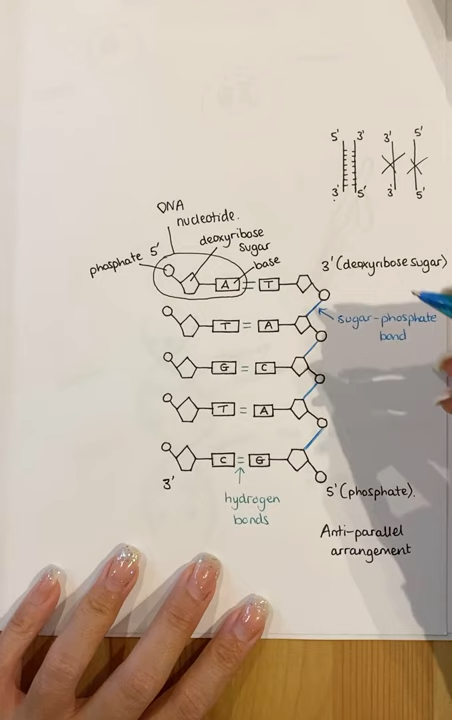 5' 3' 3' 5'
3' 5' 3' 5'
DNA
nucleotide.
deoxyribose
sugar
phosphate 5'
base
3' (deoxyribose sugar)
A = T
sugar-phosphate
bond
T = A
G = C
T = A
C = G
3'
5' (phosphate).
hydrogen
bonds
Anti-parallel
arrangement